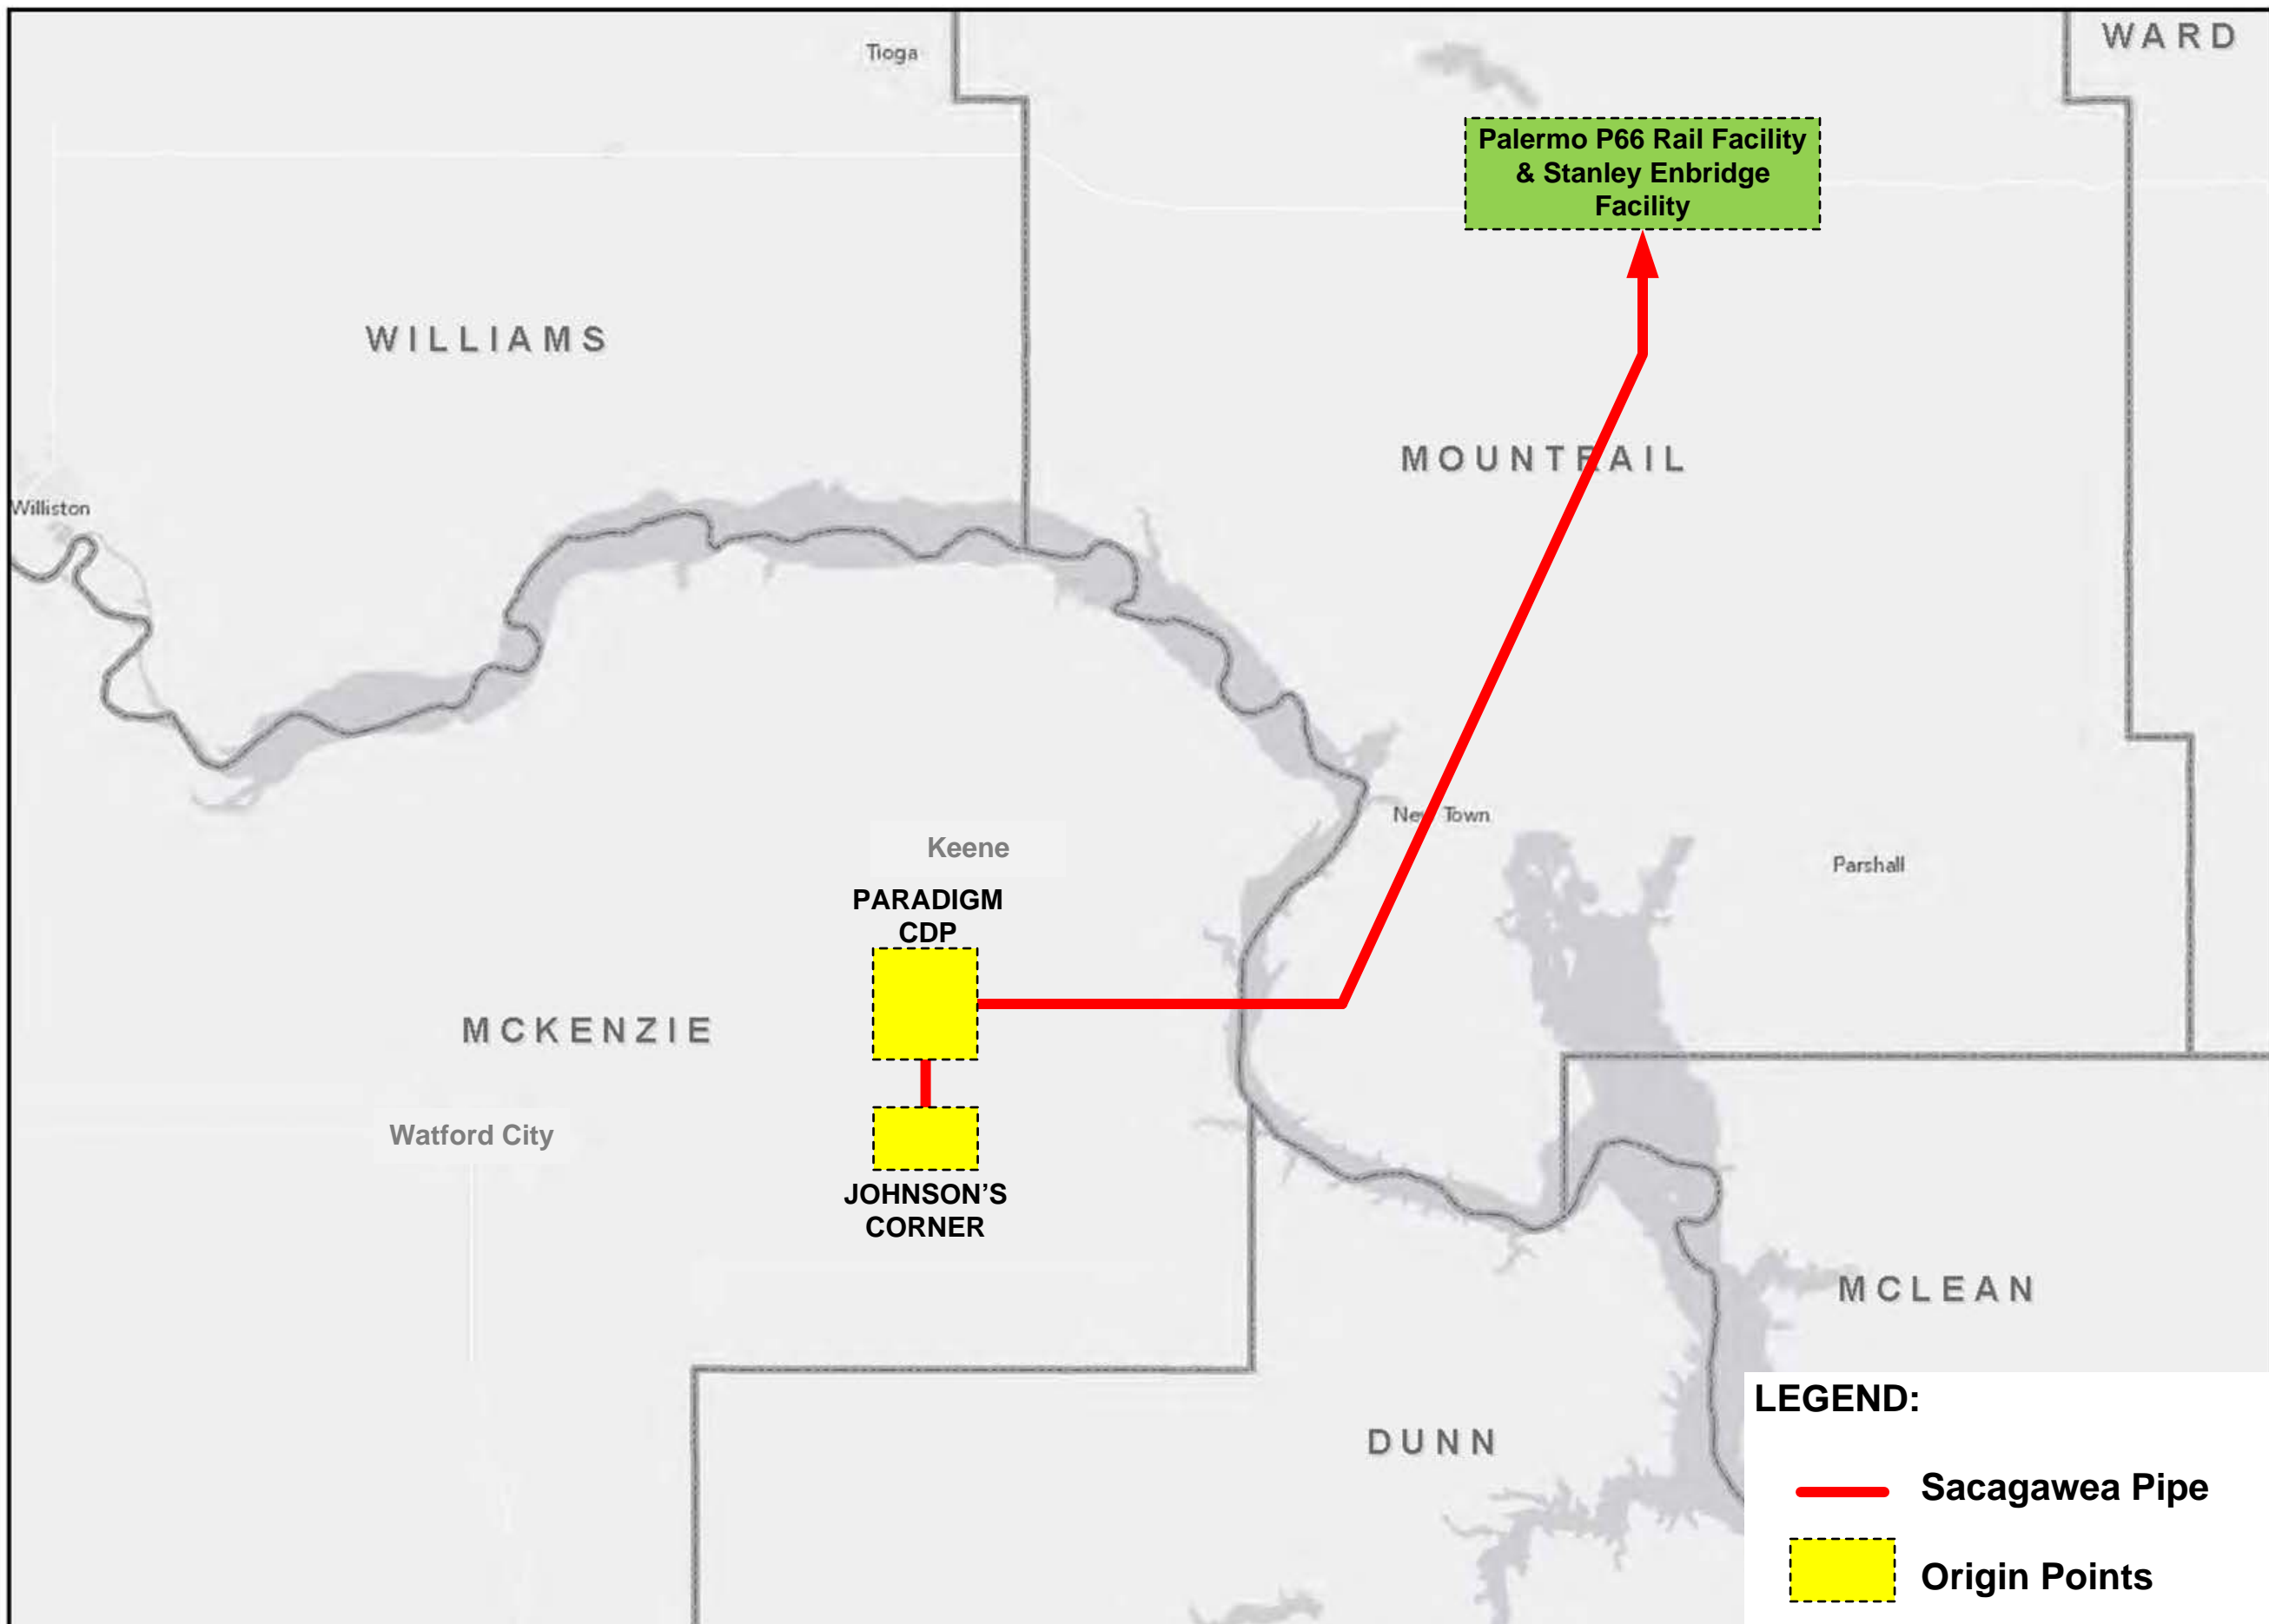 WARD
Tioga
Palermo P66 Rail Facility
& Stanley Enbridge
Facility
WILLIAMS
MOUNTRAIL
Williston
New Town
Keene
Parshall
PARADIGM
CDP
MCKENZIE
Watford City
JOHNSON’S
CORNER
MCLEAN
LEGEND:
DUNN
Sacagawea Pipe
Origin Points